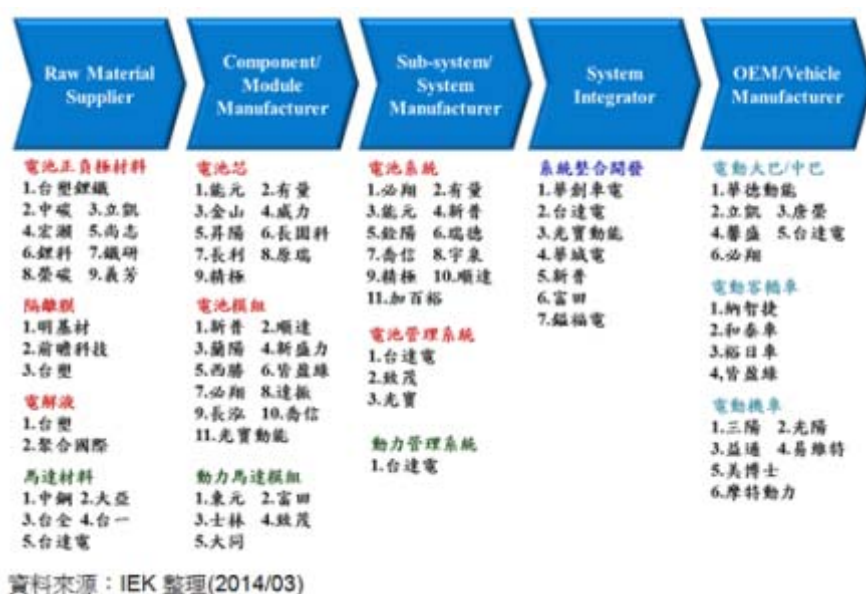 Raw Material
Supplier
電池正負極材料
1.台塑鋰鐵
2.中碳 3.立凱
4.宏瀨 5.尚志
6.鋰科 7.鐵研
8.榮碳 9.義芳
隔離膜
1.明基材
2.前瞻科技
3.台塑
電解液
1.台塑
2.聚合國際
馬達材料
1.中鋼 2.大亞
3.台全 4.台一
5.台達電
Component/
Module
Manufacturer
電池芯
1.能元 2.有量
3.金山 4.威力
5.昇陽 6.長園科
7.長利 8.原瑞
9.精極
電池模組
1.新普 2.順達
3.蘭陽 4.新盛力
5.西勝 6.皆盈綠
7.必翔 8.達振
9.長泓 10.喬信
11.光寶動能
動力馬達模組
1.東元 2.富田
3.士林 4.致茂
5.大同
Sub-system/
System
Manufacturer
電池系統
1.必翔 2.有量
3.能元 4.新普
5.銓陽 6.瑞德
7.喬信 8.宇泉
9.精極 10.順達
11.加百裕
電池管理系統
1.台達電
2.致茂
3.光寶
動力管理系統
1.台達電
System
Integrator
系統整合開發
1.華創車電
2.台達電
3.光寶動能
4.華城電
5.新普
6.富田
7.鎰福電
OEM/Vehicle
Manufacturer
電動大巴/中巴
1.華德動能
2.立凱 3.唐榮
4.馨盛 5.台達電
6.必翔
電動客轎車
1.納智捷
2.和泰車
3.裕日車
4,皆盈綠
電動機車
1.三陽 2.光陽
3.益通 4.易維特
5.美博士
6.摩特動力
資料來源：IEK 整理(2014/03)